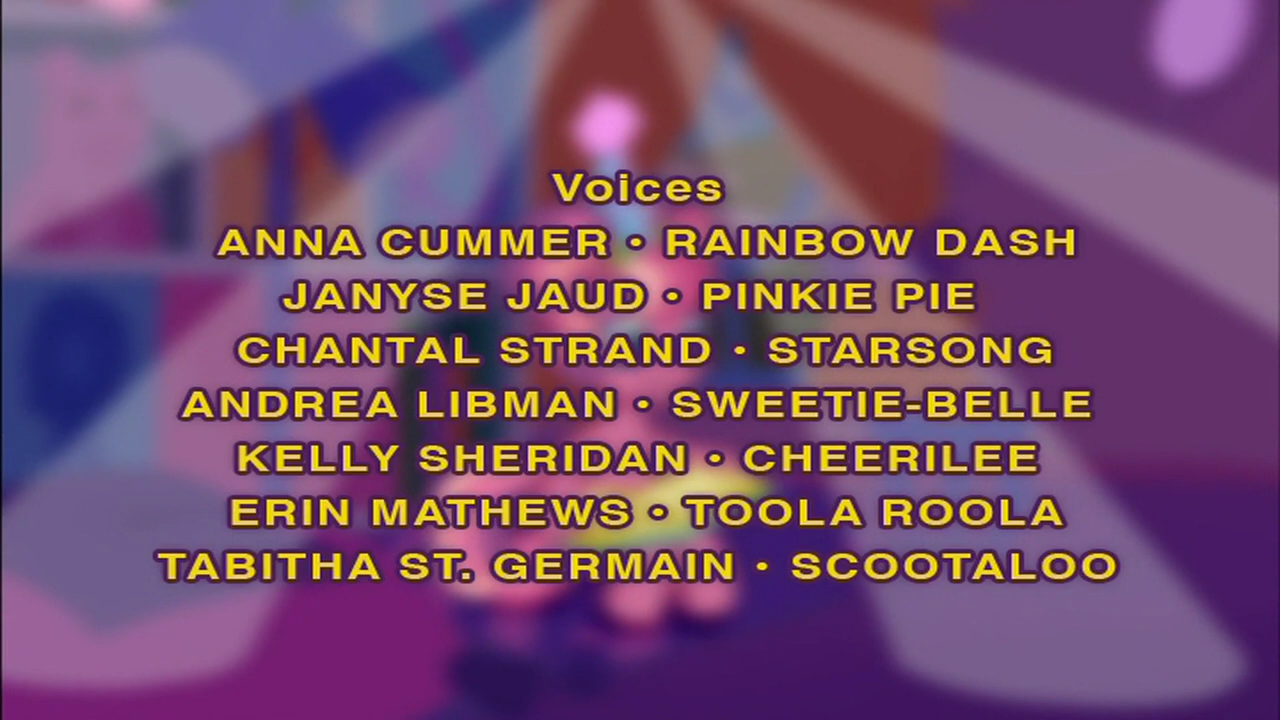 Voices
ANNA CUMMER • RAINBOW DASH
JANYSE JAUD • PINKIE PIE
CHANTAL STRAND • STARSONG
ANDREA LIBMAN • SWEETIE-BELLE
KELLY SHERIDAN • CHEERILEE
ERIN MATHEWS • TOOLA ROOLA
TABITHA ST. GERMAIN • SCOOTALOO